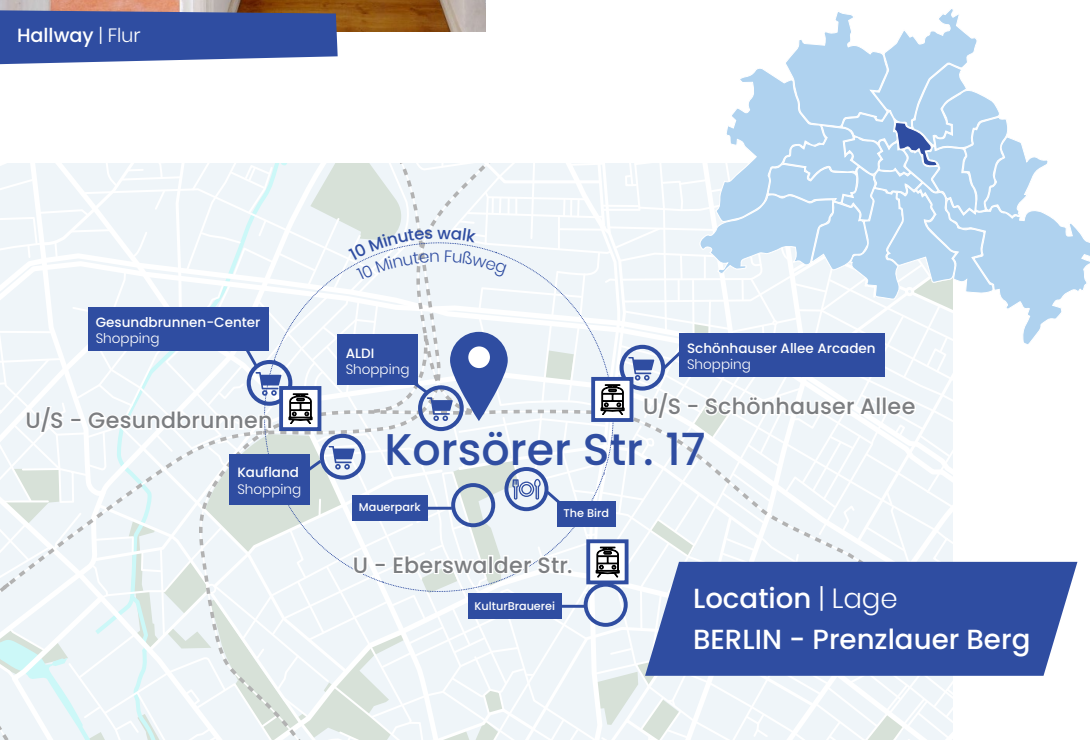 Hallway | Flur
10 Minutes walk
10 Minuten Fußweg
Gesundbrunnen-Center
Shopping
ALDI
Shopping
Schönhauser Allee Arcaden
Shopping
U/S - Gesundbrunnen
U/S - Schönhauser Allee
Korsörer Str. 17
Kaufland
Shopping
Mauerpark
The Bird
U - Eberswalder Str.
KulturBrauerei
Location | Lage
BERLIN - Prenzlauer Berg